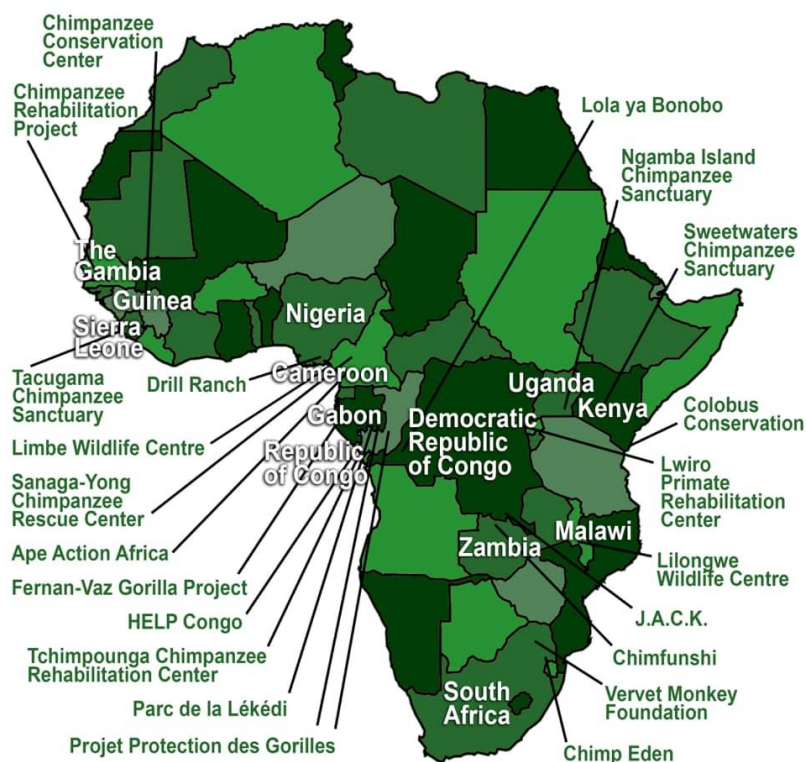 Chimpanzee
Conservation
Center
Chimpanzee
Rehabilitation
Project
Lola ya Bonobo
Ngamba Island
Chimpanzee
Sanctuary
Sweetwaters
Chimpanzee
Sanctuary
The
Gambia
Guinea
Sierra
Leone
Nigeria
Tacugama
Chimpanzee
Sanctuary
Drill Ranch
Cameroon
Uganda
Kenya
Gabon
Democratic
Republic
of Congo
Republic
of Congo
Colobus
Conservation
Limbe Wildlife Centre
Lwiro
Primate
Rehabilitation
Center
Sanaga-Yong
Chimpanzee
Rescue Center
Malawi
Zambia
Ape Action Africa
Lilongwe
Wildlife Centre
Fernan-Vaz Gorilla Project
HELP Congo
J.A.C.K.
Tchimpounga Chimpanzee
Rehabilitation Center
Chimfunshi
Parc de la Lékédi
South
Africa
Vervet Monkey
Foundation
Projet Protection des Gorilles
Chimp Eden